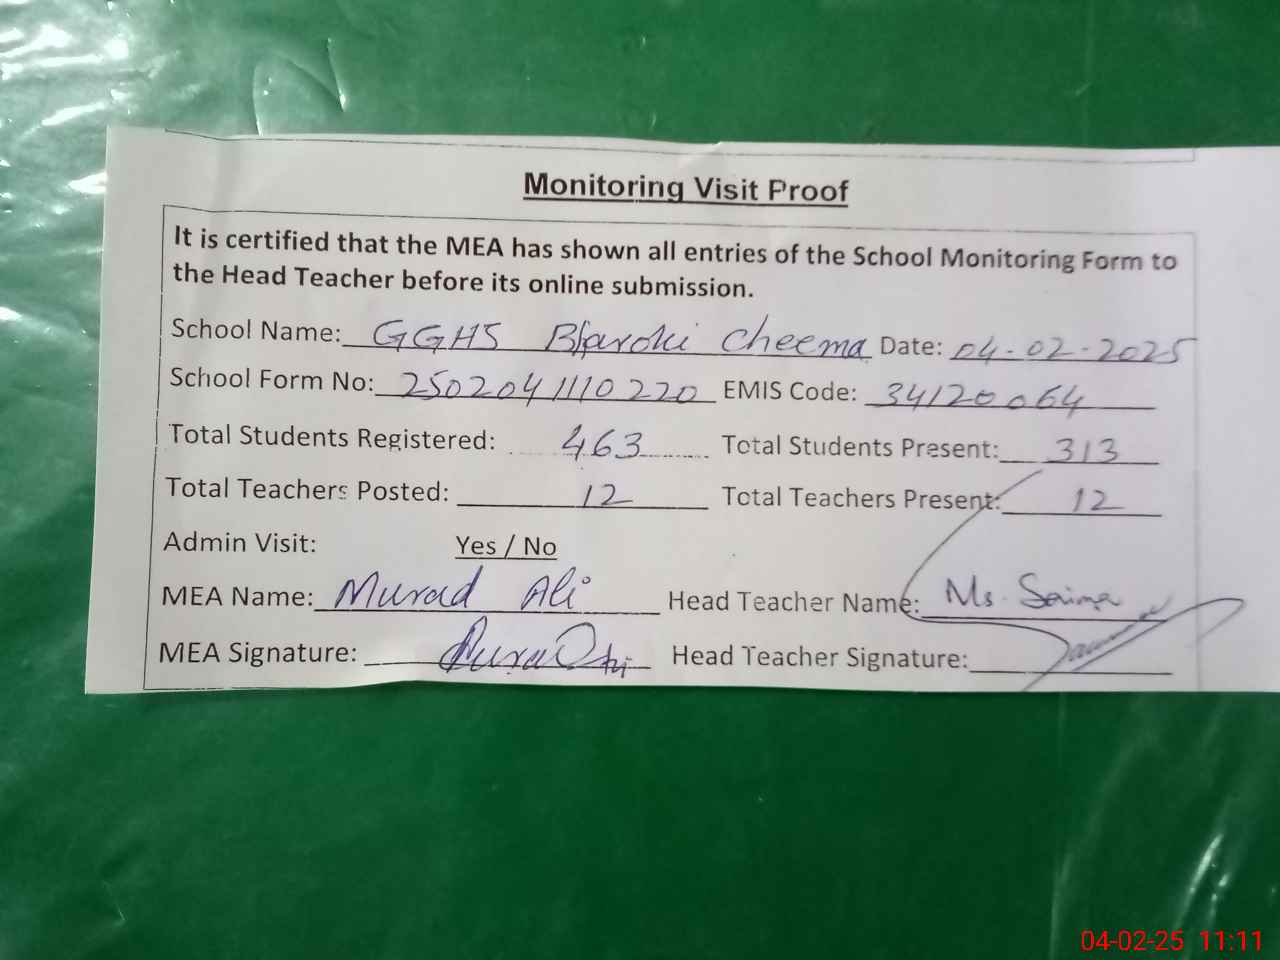 Monitoring Visit Proof
It is certified that the MEA has shown all entries of the School Monitoring Form to
the Head Teacher before its online submission.
School Name: GGHS Bharoki Cheema Date: 04-02-2025
School Form No: 2502041110220 EMIS Code: 34120064
Total Students Registered: 463 Total Students Present: 313
Total Teachers Posted: 12 Total Teachers Present: 12
Admin Visit: Yes / No
MEA Name: Murad Ali Head Teacher Name: Ms. Saima
MEA Signature: Head Teacher Signature:
04-02-25 11:11